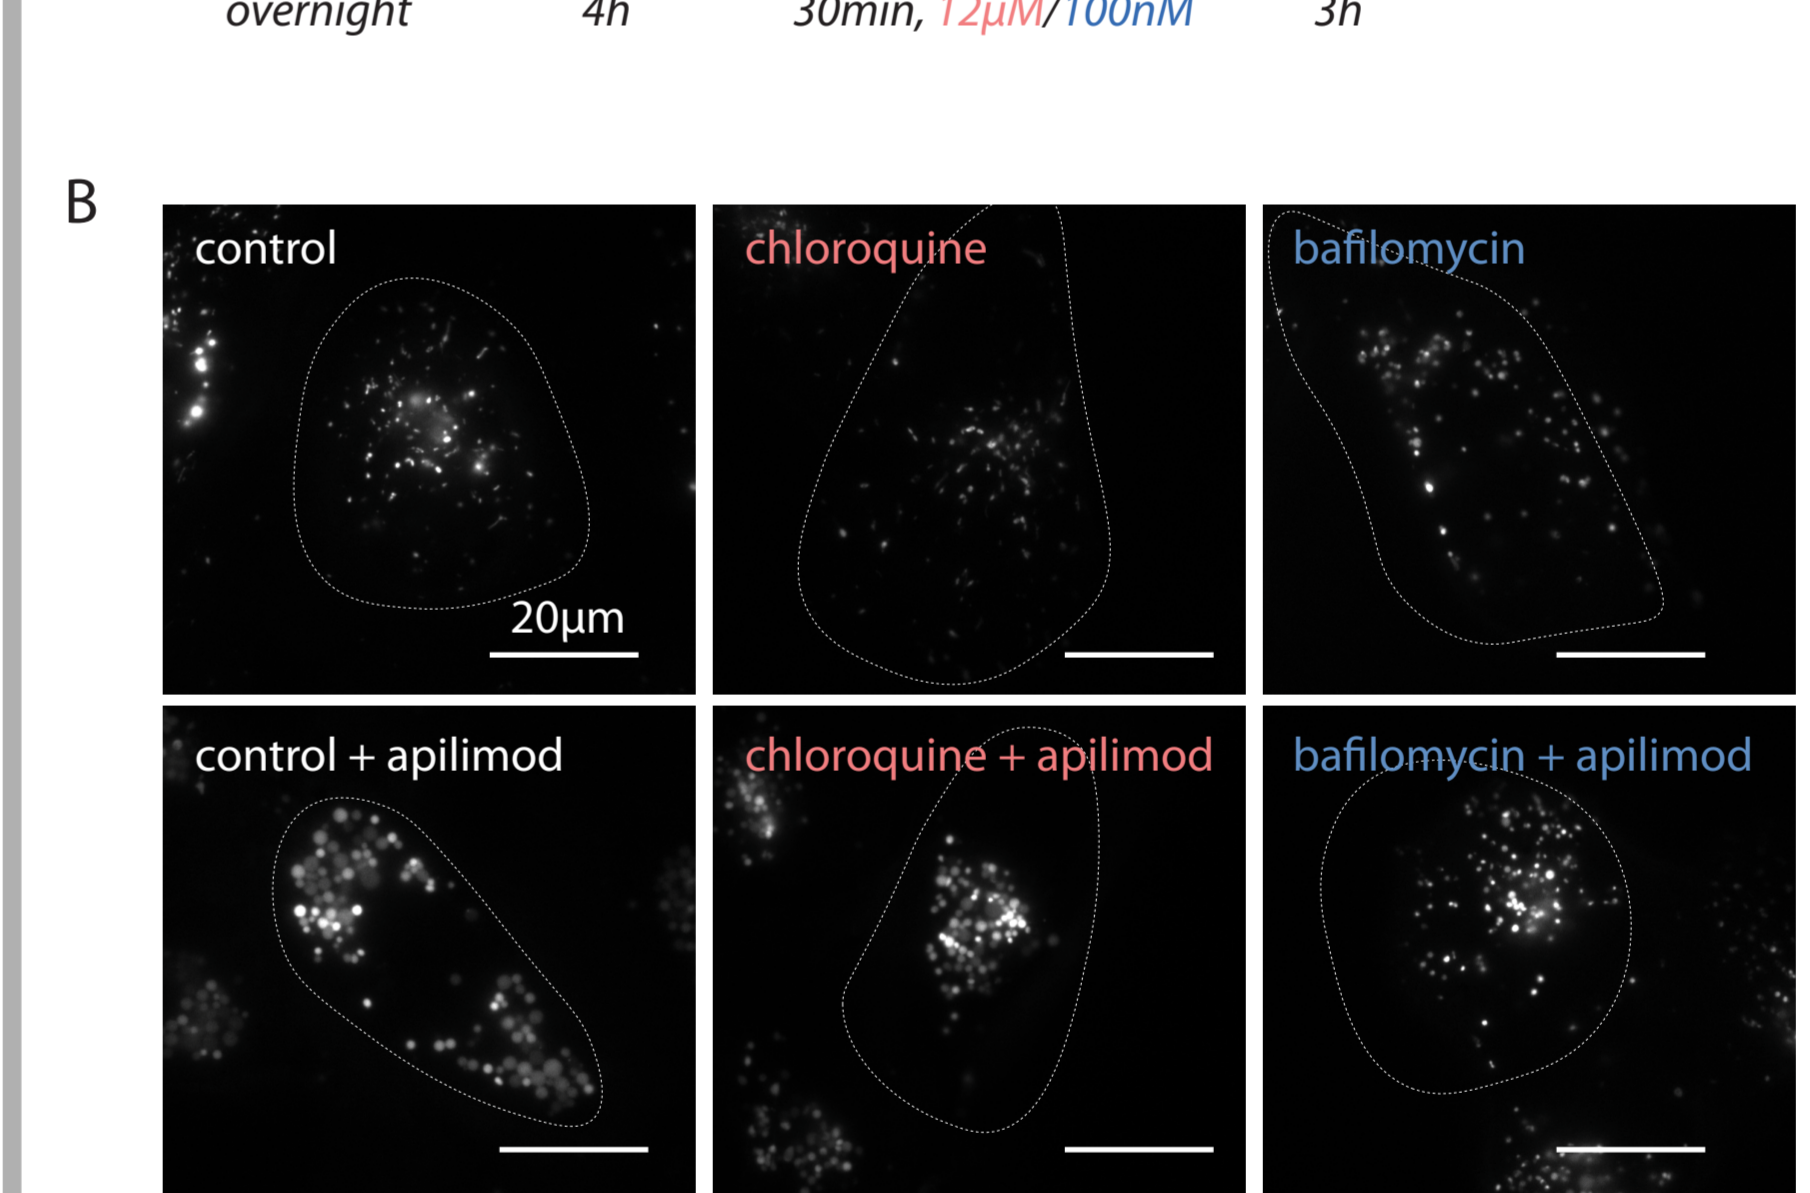 overnight 4h 30min, 12µM/100nM 3h
B
control chloroquine bafilomycin
20µm
control + apilimod chloroquine + apilimod bafilomycin + apilimod